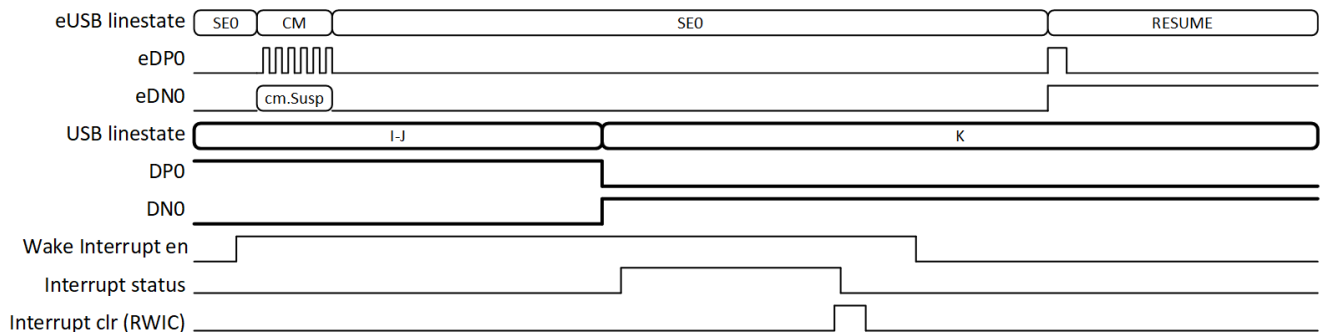 eUSB linestate SE0 CM SE0 RESUME
eDP0
eDN0 cm.Susp
USB linestate I-J K
DP0
DN0
Wake Interrupt en
Interrupt status
Interrupt clr (RWIC)